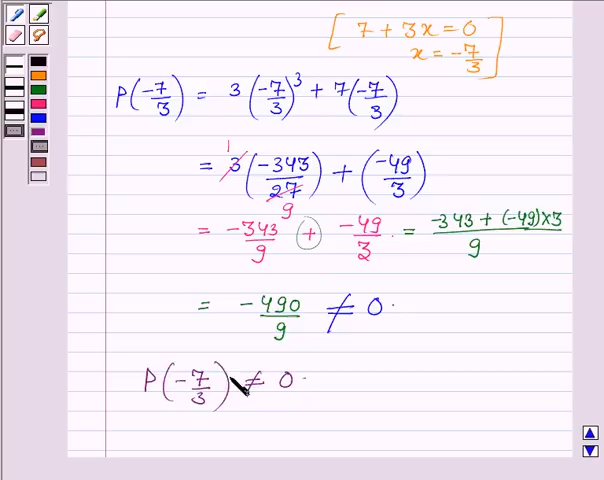 [ 7 + 3x = 0
x = -7/3 ]
P(-7/3) = 3(-7/3)³ + 7(-7/3)
1
= 3(-343/27) + (-49/3)
9
= -343/9 + -49/3 = -343 + (-49)×3/9
= -490/9 ≠ 0.
P(-7/3) ≠ 0.